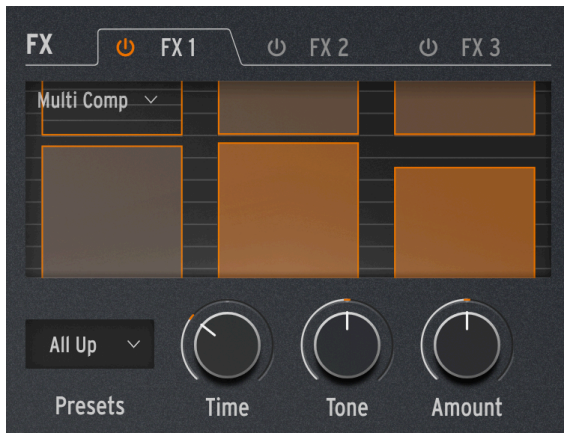 FX FX 1 FX 2 FX 3
Multi Comp
All Up
Presets Time Tone Amount